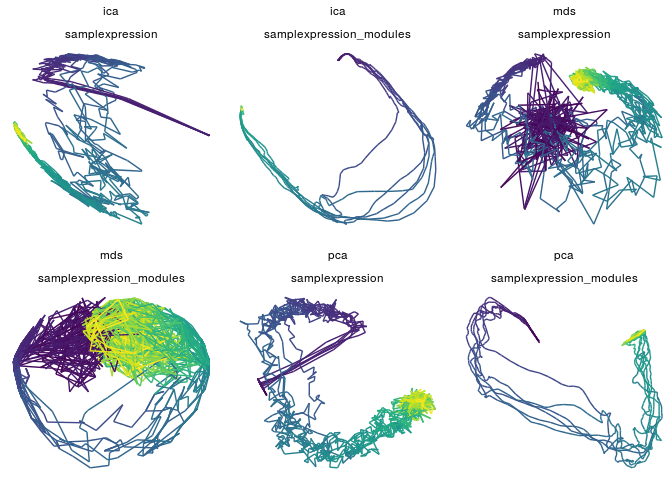 ica
samplexpression
ica
samplexpression_modules
mds
samplexpression
mds
samplexpression_modules
pca
samplexpression
pca
samplexpression_modules